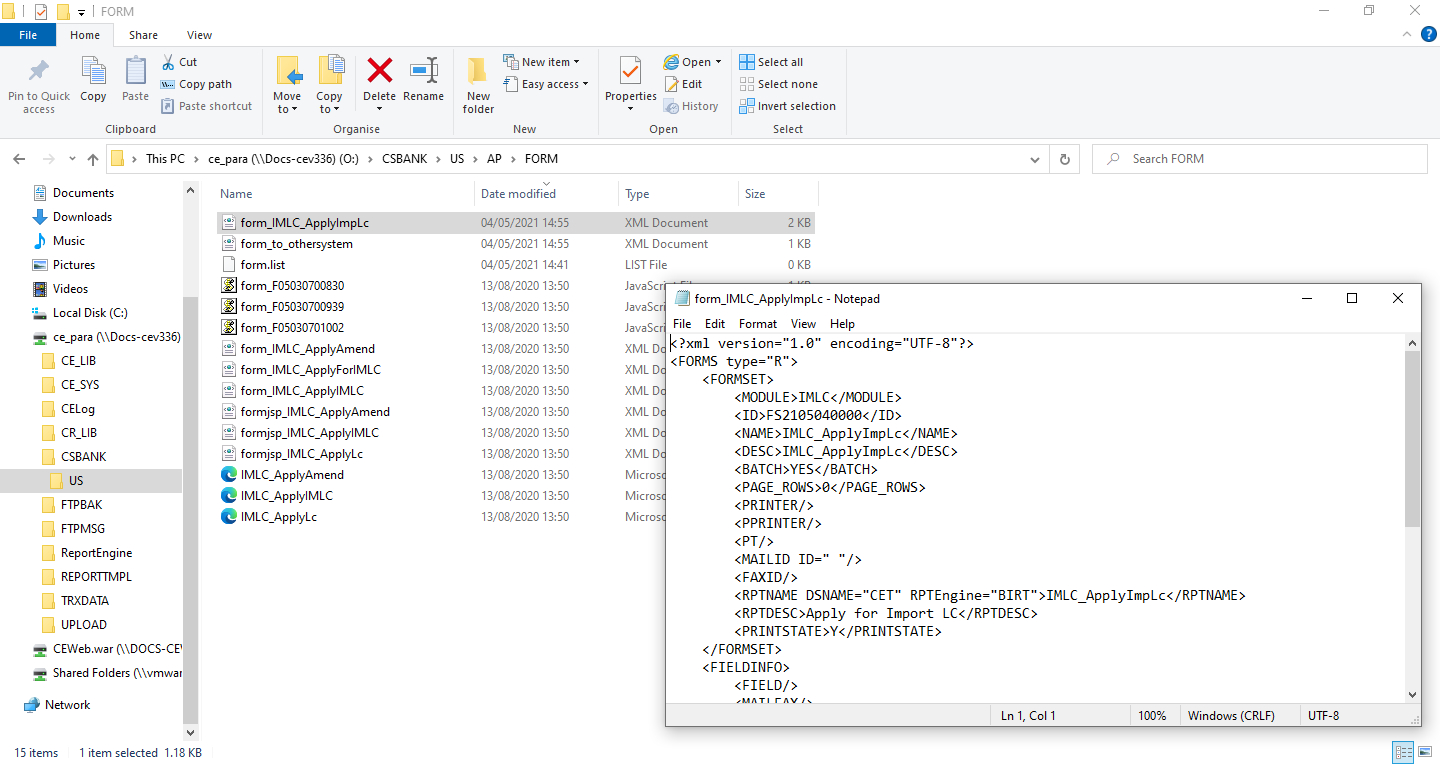 FORM
File Home Share View
Pin to Quick access
Copy
Paste
Cut
Copy path
Paste shortcut
Clipboard
Move to
Copy to
Delete
Rename
Organise
New folder
New item
Easy access
New
Properties
Open
Edit
History
Open
Select all
Select none
Invert selection
Select
This PC > ce_para (\\Docs-cev336) (O:) > CSBANK > US > AP > FORM
Search FORM
Documents
Downloads
Music
Pictures
Videos
Local Disk (C:)
ce_para (\\Docs-cev336)
CE_LIB
CE_SYS
CELog
CR_LIB
CSBANK
US
FTPBAK
FTPMSG
ReportEngine
REPORTTMPL
TRXDATA
UPLOAD
CEWeb.war (\\DOCS-CEV
Shared Folders (\\vmwar
Network
Name Date modified Type Size
form_IMLC_ApplyImpLc 04/05/2021 14:55 XML Document 2 KB
form_to_othersystem 04/05/2021 14:55 XML Document 1 KB
form.list 04/05/2021 14:41 LIST File 0 KB
form_F05030700830 13/08/2020 13:50 JavaScript File 1 KB
form_F05030700939 13/08/2020 13:50 JavaScri
form_F05030701002 13/08/2020 13:50 JavaScri
form_IMLC_ApplyAmend 13/08/2020 13:50 XML Do
form_IMLC_ApplyForIMLC 13/08/2020 13:50 XML Do
form_IMLC_ApplyIMLC 13/08/2020 13:50 XML Do
formjsp_IMLC_ApplyAmend 13/08/2020 13:50 XML Do
formjsp_IMLC_ApplyIMLC 13/08/2020 13:50 XML Do
formjsp_IMLC_ApplyLc 13/08/2020 13:50 XML Do
IMLC_ApplyAmend 13/08/2020 13:50 Microso
IMLC_ApplyIMLC 13/08/2020 13:50 Microso
IMLC_ApplyLc 13/08/2020 13:50 Microso
form_IMLC_ApplyImpLc - Notepad
File Edit Format View Help
<?xml version="1.0" encoding="UTF-8"?>
<FORMS type="R">
<FORMSET>
<MODULE>IMLC</MODULE>
<ID>FS2105040000</ID>
<NAME>IMLC_ApplyImpLc</NAME>
<DESC>IMLC_ApplyImpLc</DESC>
<BATCH>YES</BATCH>
<PAGE_ROWS>0</PAGE_ROWS>
<PRINTER/>
<PPRINTER/>
<PT/>
<MAILID ID=" "/>
<FAXID/>
<RPTNAME DSNAME="CET" RPTEngine="BIRT">IMLC_ApplyImpLc</RPTNAME>
<RPTDESC>Apply for Import LC</RPTDESC>
<PRINTSTATE>Y</PRINTSTATE>
</FORMSET>
<FIELDINFO>
<FIELD/>
<MAILFAX/>
Ln 1, Col 1 100% Windows (CRLF) UTF-8
15 items 1 item selected 1.18 KB